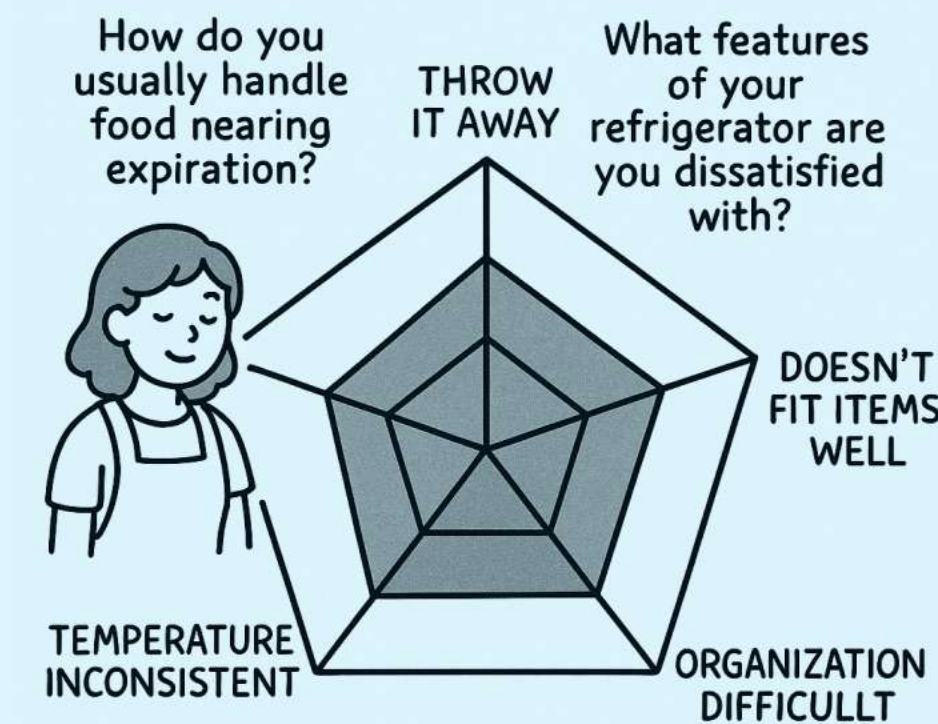 How do you
usually handle
food nearing
expiration?
THROW
IT AWAY
What features
of your
refrigerator are
you dissatisfied
with?
DOESN'T
FIT ITEMS
WELL
TEMPERATURE
INCONSISTENT
ORGANIZATION
DIFFICULLT